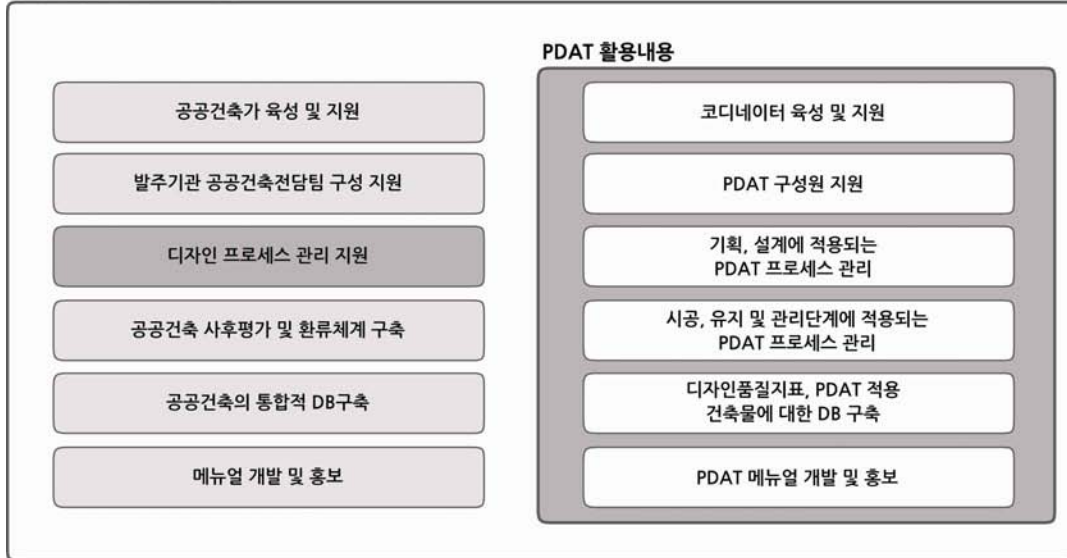 공공건축가 육성 및 지원
발주기관 공공건축전담팀 구성 지원
디자인 프로세스 관리 지원
공공건축 사후평가 및 환류체계 구축
공공건축의 통합적 DB구축
메뉴얼 개발 및 홍보
PDAT 활용내용
코디네이터 육성 및 지원
PDAT 구성원 지원
기획, 설계에 적용되는
PDAT 프로세스 관리
시공, 유지 및 관리단계에 적용되는
PDAT 프로세스 관리
디자인품질지표, PDAT 적용
건축물에 대한 DB 구축
PDAT 메뉴얼 개발 및 홍보